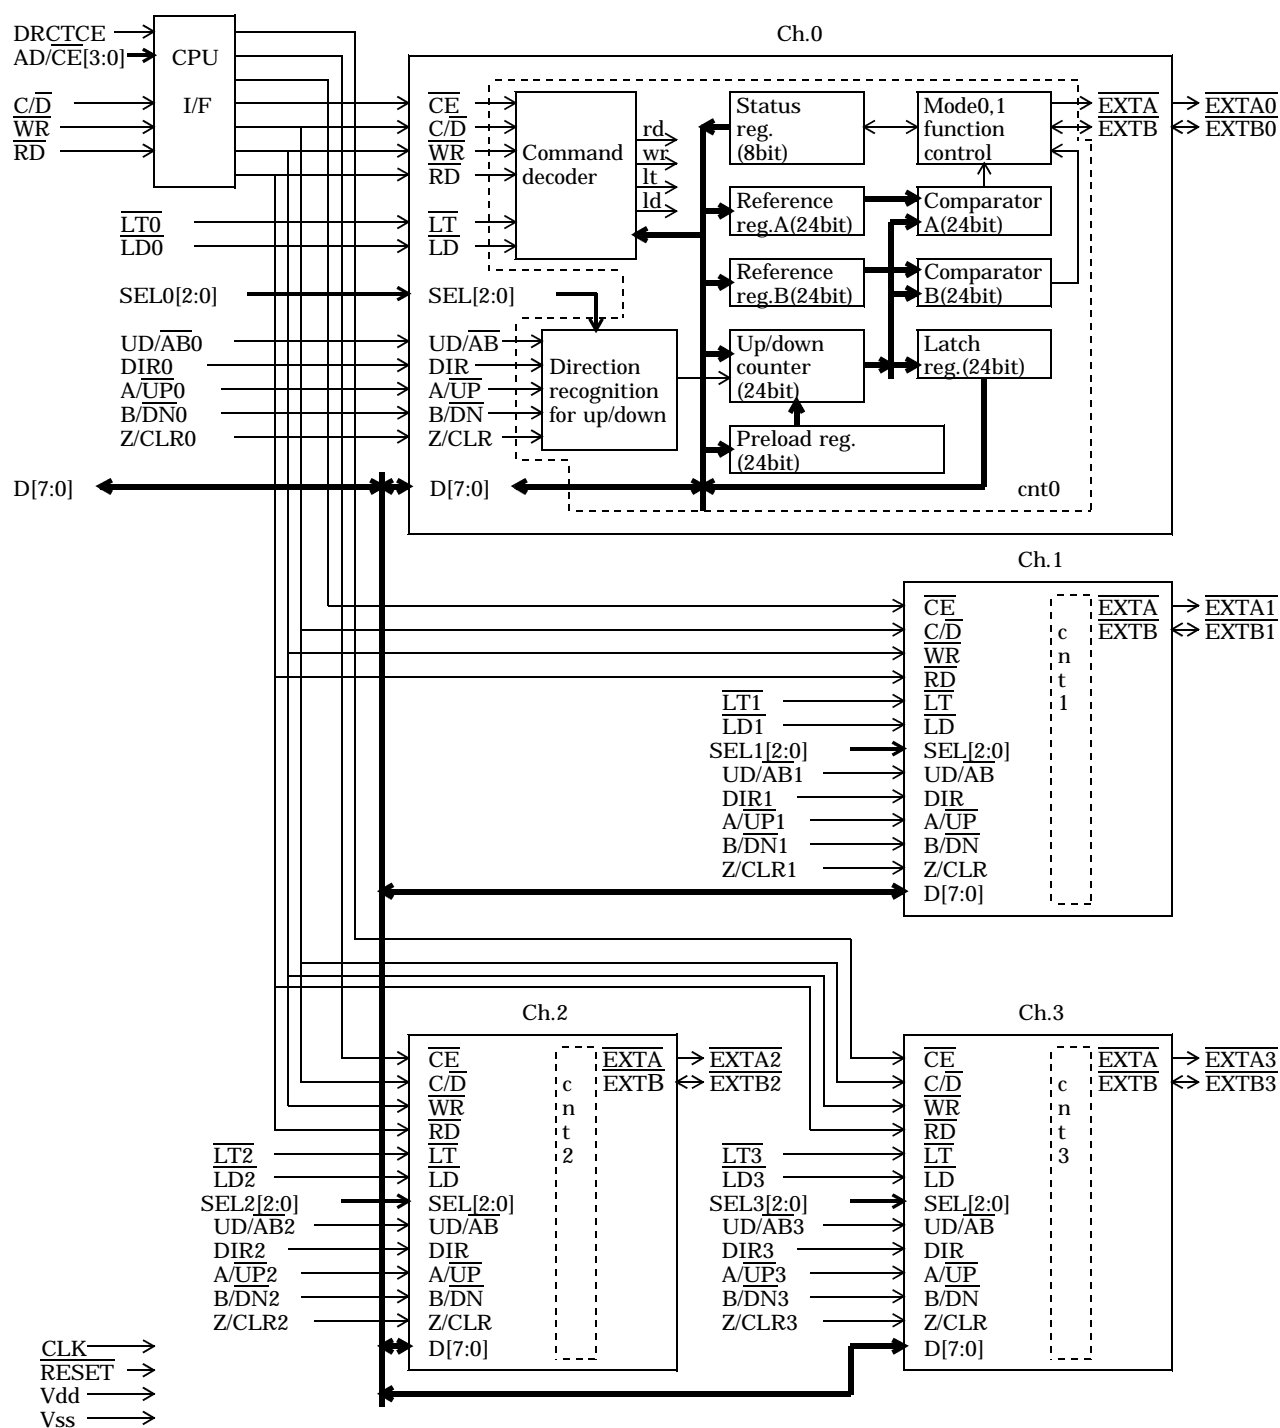 DRCTCE
AD/CE[3:0]
C/D
WR
RD
CPU
I/F
LT0
LD0
SEL0[2:0]
UD/AB0
DIR0
A/UP0
B/DN0
Z/CLR0
D[7:0]
Ch.0
CE
C/D
WR
RD
LT
LD
SEL[2:0]
UD/AB
DIR
A/UP
B/DN
Z/CLR
D[7:0]
Command
decoder
rd
wr
lt
ld
Direction
recognition
for up/down
Status
reg.
(8bit)
Reference
reg.A(24bit)
Reference
reg.B(24bit)
Up/down
counter
(24bit)
Preload reg.
(24bit)
Mode0,1
function
control
Comparator
A(24bit)
Comparator
B(24bit)
Latch
reg.(24bit)
cnt0
EXTA
EXTB
EXTA0
EXTB0
Ch.1
LT1
LD1
SEL1[2:0]
UD/AB1
DIR1
A/UP1
B/DN1
Z/CLR1
CE
C/D
WR
RD
LT
LD
SEL[2:0]
UD/AB
DIR
A/UP
B/DN
Z/CLR
D[7:0]
c
n
t
1
EXTA
EXTB
EXTA1
EXTB1
Ch.2
LT2
LD2
SEL2[2:0]
UD/AB2
DIR2
A/UP2
B/DN2
Z/CLR2
CE
C/D
WR
RD
LT
LD
SEL[2:0]
UD/AB
DIR
A/UP
B/DN
Z/CLR
D[7:0]
c
n
t
2
EXTA
EXTB
EXTA2
EXTB2
Ch.3
LT3
LD3
SEL3[2:0]
UD/AB3
DIR3
A/UP3
B/DN3
Z/CLR3
CE
C/D
WR
RD
LT
LD
SEL[2:0]
UD/AB
DIR
A/UP
B/DN
Z/CLR
D[7:0]
c
n
t
3
EXTA
EXTB
EXTA3
EXTB3
CLK
RESET
Vdd
Vss